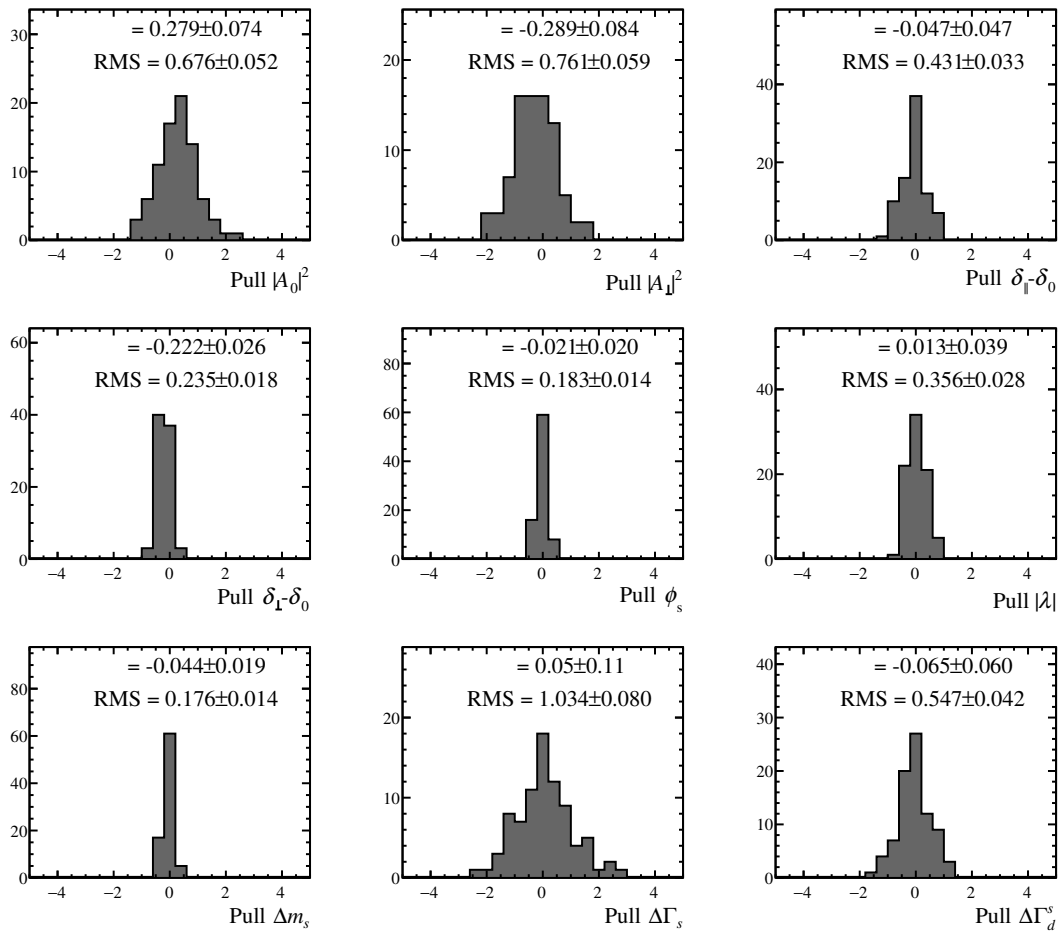 = 0.279±0.074
RMS = 0.676±0.052
30
20
10
0
−4 −2 0 2 4
Pull |A₀|²
= -0.289±0.084
RMS = 0.761±0.059
20
10
0
−4 −2 0 2 4
Pull |A⊥|²
= -0.047±0.047
RMS = 0.431±0.033
40
20
0
−4 −2 0 2 4
Pull δ∥-δ₀
= -0.222±0.026
RMS = 0.235±0.018
60
40
20
0
−4 −2 0 2 4
Pull δ⊥-δ₀
= -0.021±0.020
RMS = 0.183±0.014
80
60
40
20
0
−4 −2 0 2 4
Pull ϕₛ
= 0.013±0.039
RMS = 0.356±0.028
40
20
0
−4 −2 0 2 4
Pull |λ|
= -0.044±0.019
RMS = 0.176±0.014
80
60
40
20
0
−4 −2 0 2 4
Pull Δmₛ
= 0.05±0.11
RMS = 1.034±0.080
20
10
0
−4 −2 0 2 4
Pull ΔΓₛ
= -0.065±0.060
RMS = 0.547±0.042
40
30
20
10
0
−4 −2 0 2 4
Pull ΔΓ_d^s